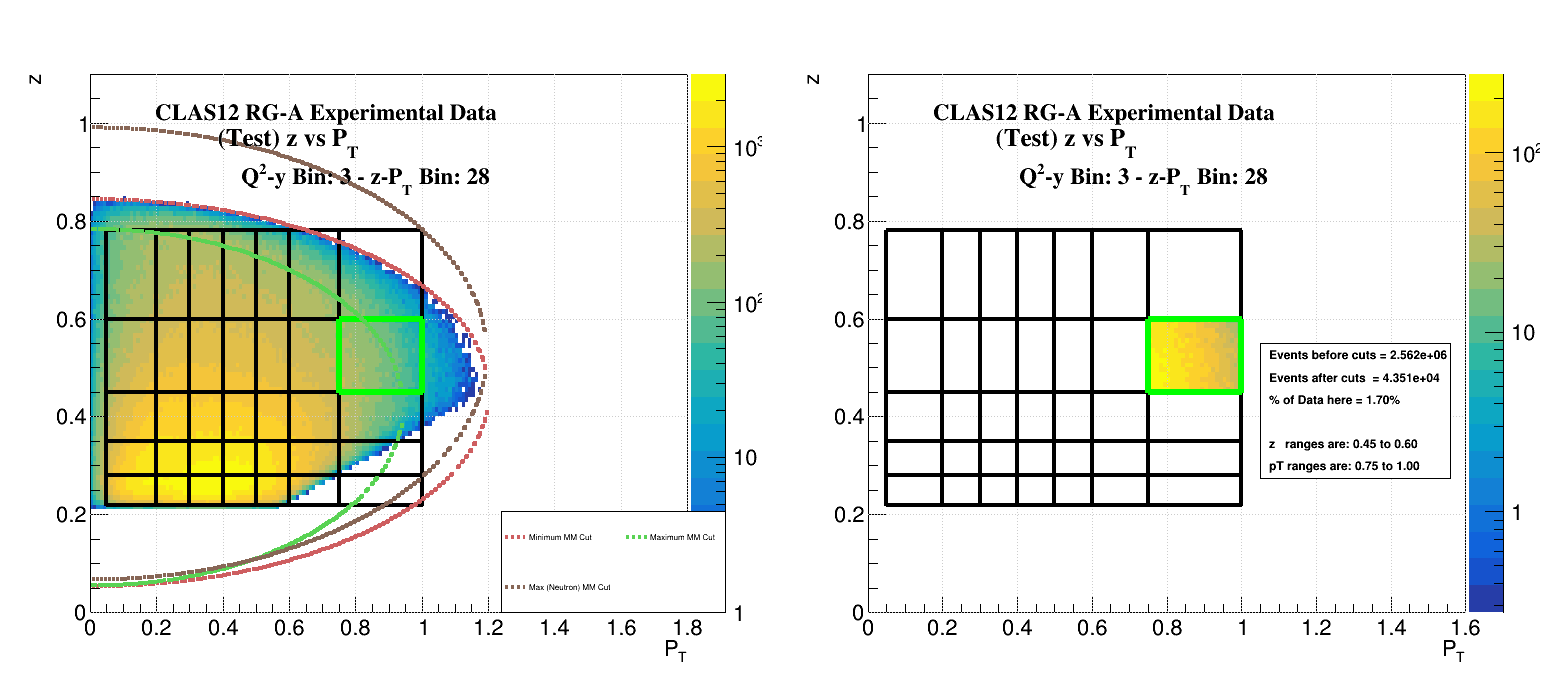 CLAS12 RG-A Experimental Data
(Test) z vs P_T
Q²-y Bin: 3 - z-P_T Bin: 28
z
1
0.8
0.6
0.4
0.2
0
0 0.2 0.4 0.6 0.8 1 1.2 1.4 1.6 1.8
P_T
10³
10²
10
1
Minimum MM Cut
Maximum MM Cut
Max (Neutron) MM Cut
CLAS12 RG-A Experimental Data
(Test) z vs P_T
Q²-y Bin: 3 - z-P_T Bin: 28
z
1
0.8
0.6
0.4
0.2
0
0 0.2 0.4 0.6 0.8 1 1.2 1.4 1.6
P_T
10²
10
1
Events before cuts = 2.562e+06
Events after cuts = 4.351e+04
% of Data here = 1.70%
z ranges are: 0.45 to 0.60
pT ranges are: 0.75 to 1.00